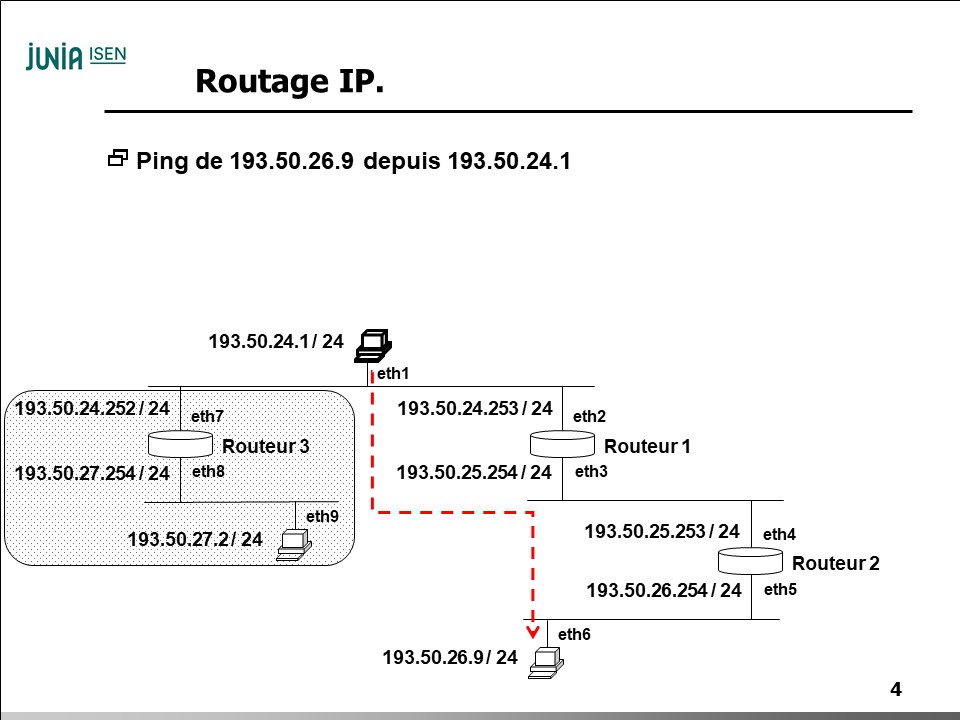 JUNIA ISEN
Routage IP.
Ping de 193.50.26.9 depuis 193.50.24.1
193.50.24.1 / 24
eth1
193.50.24.252 / 24
eth7
193.50.24.253 / 24
eth2
Routeur 3
Routeur 1
193.50.27.254 / 24
eth8
193.50.25.254 / 24
eth3
eth9
193.50.27.2 / 24
193.50.25.253 / 24
eth4
Routeur 2
193.50.26.254 / 24
eth5
eth6
193.50.26.9 / 24
4